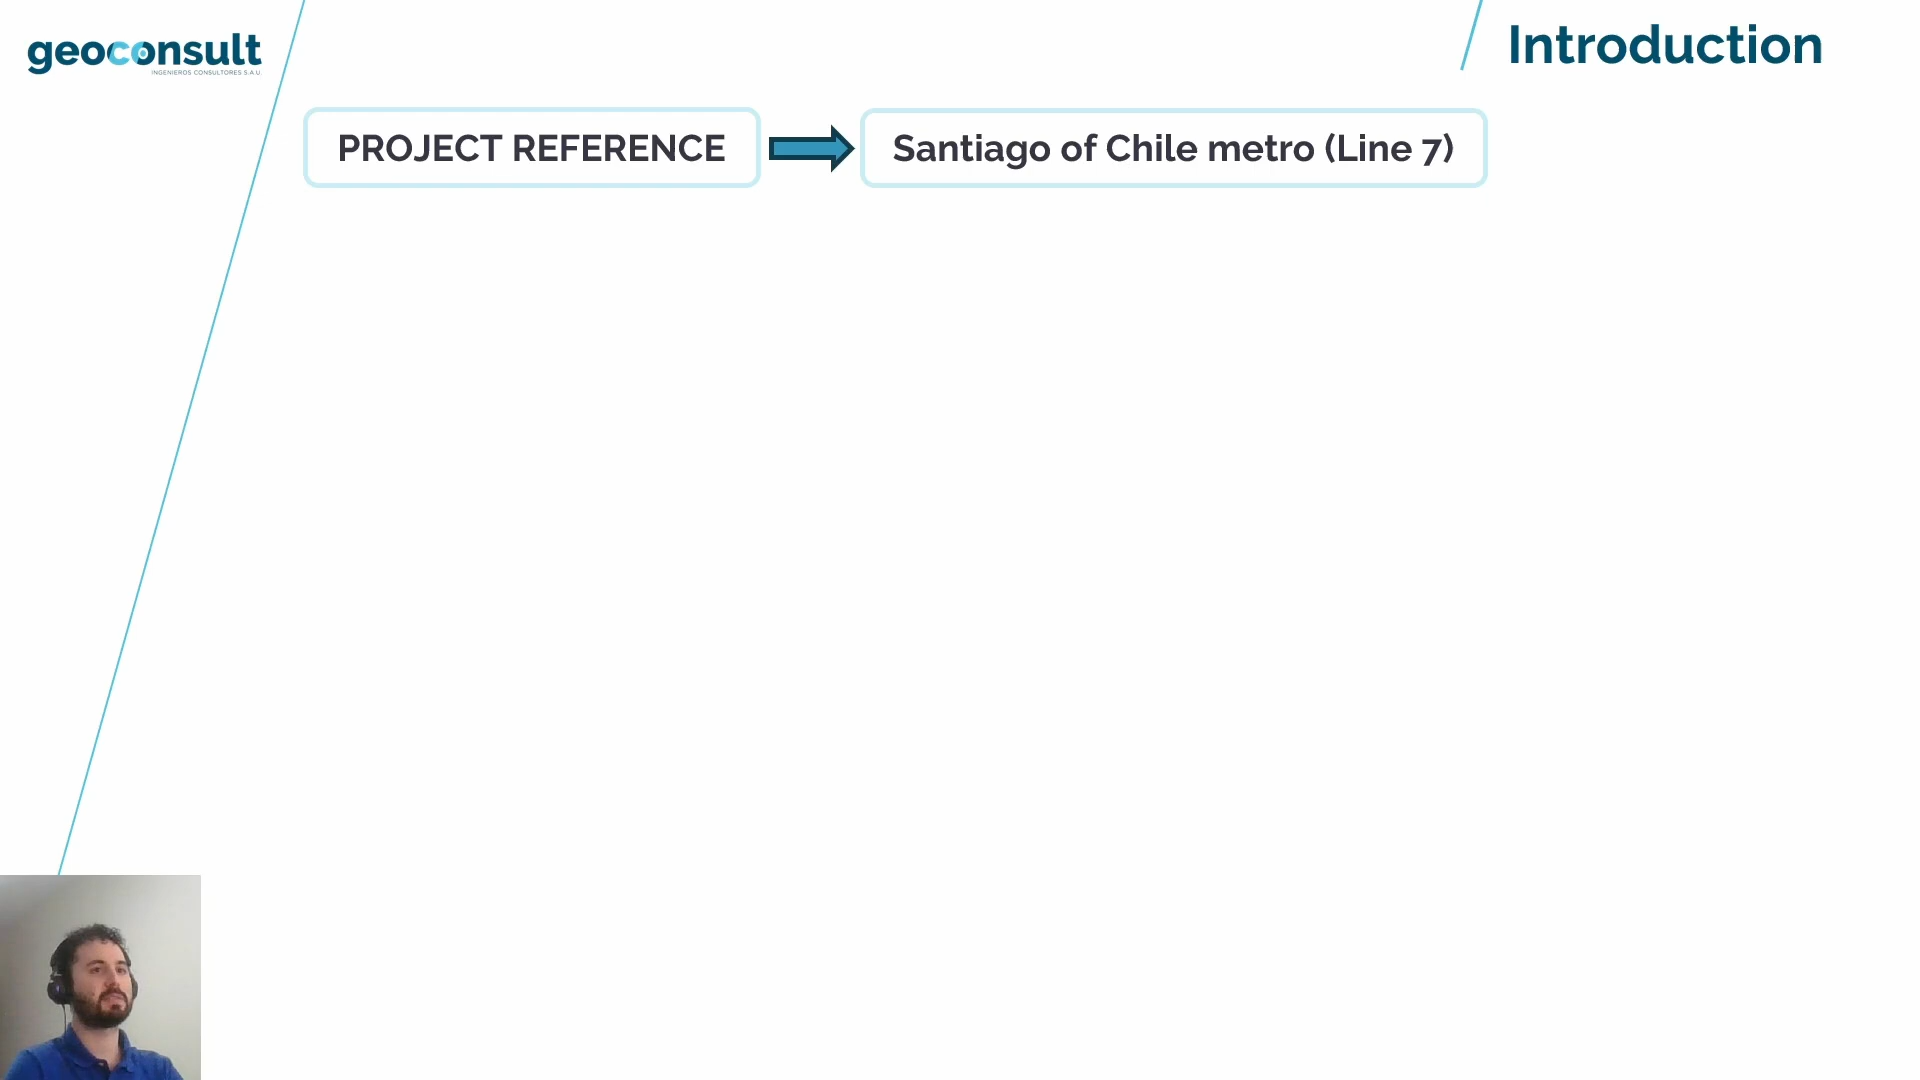 geoconsult
INGENIEROS CONSULTORES S.A.U.
Introduction
PROJECT REFERENCE
Santiago of Chile metro (Line 7)